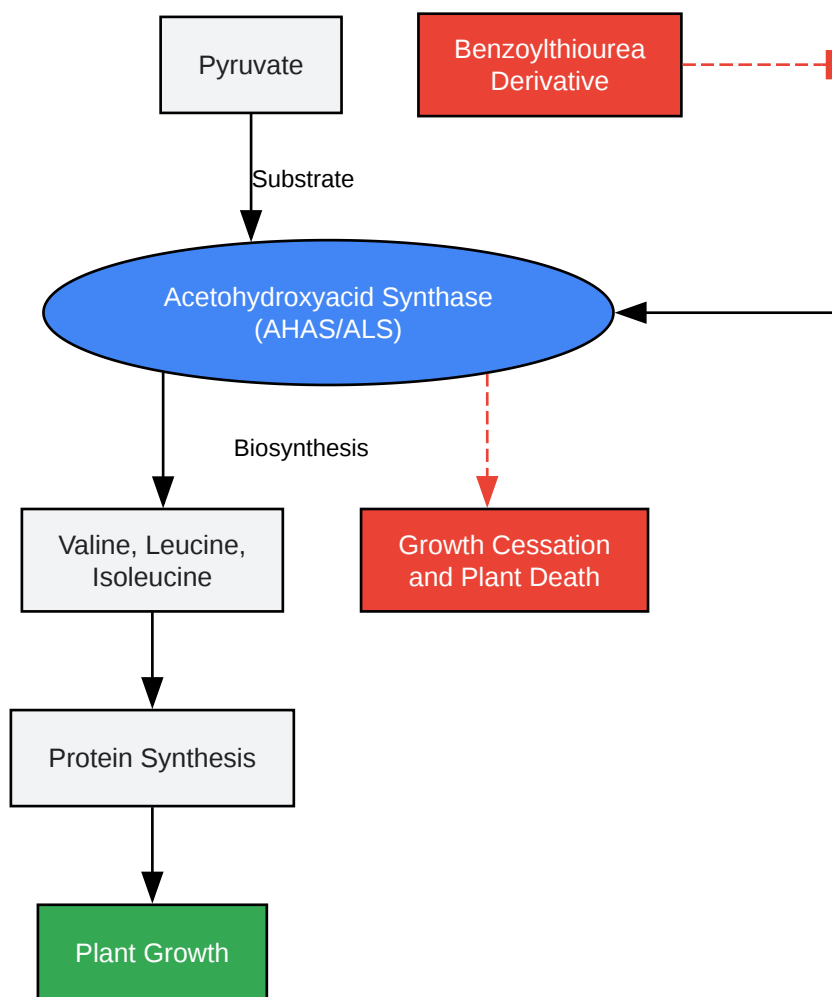 Pyruvate
Benzoylthiourea
Derivative
Substrate
Acetohydroxyacid Synthase
(AHAS/ALS)
Biosynthesis
Valine, Leucine,
Isoleucine
Growth Cessation
and Plant Death
Protein Synthesis
Plant Growth